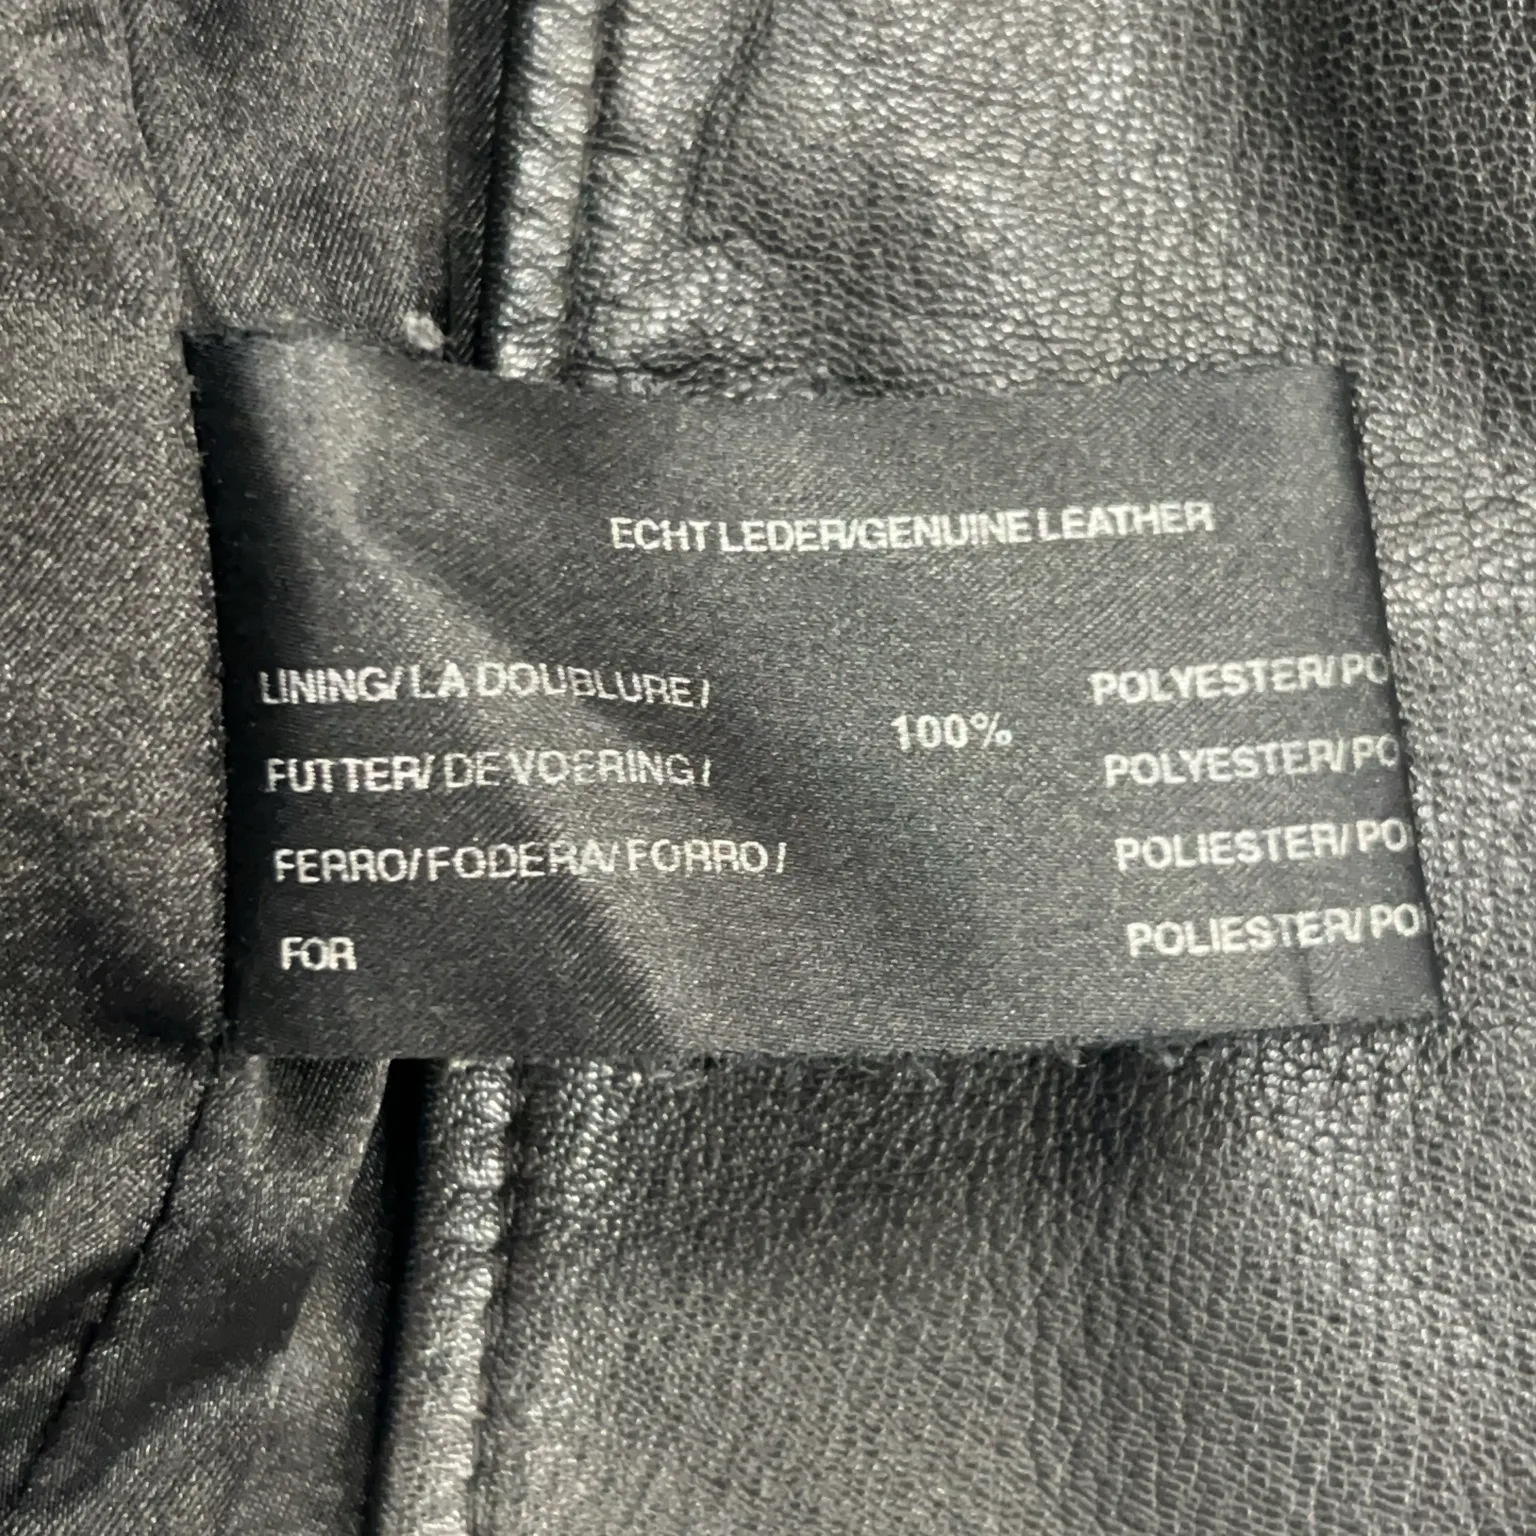 ECHT LEDER/GENUINE LEATHER
LINING/ LA DOUBLURE /
100%
POLYESTER/ PO
FUTTER/ DE VOERING /
POLYESTER/ PO
FERRO/ FODERA/ FORRO /
POLIESTER/ PO
FOR
POLIESTER/ PO